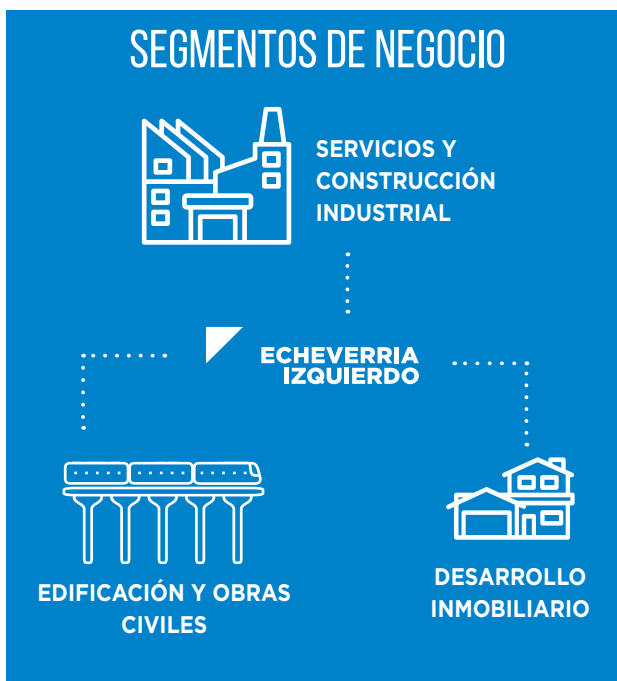 SEGMENTOS DE NEGOCIO
SERVICIOS Y
CONSTRUCCIÓN
INDUSTRIAL
ECHEVERRIA
IZQUIERDO
EDIFICACIÓN Y OBRAS
CIVILES
DESARROLLO
INMOBILIARIO